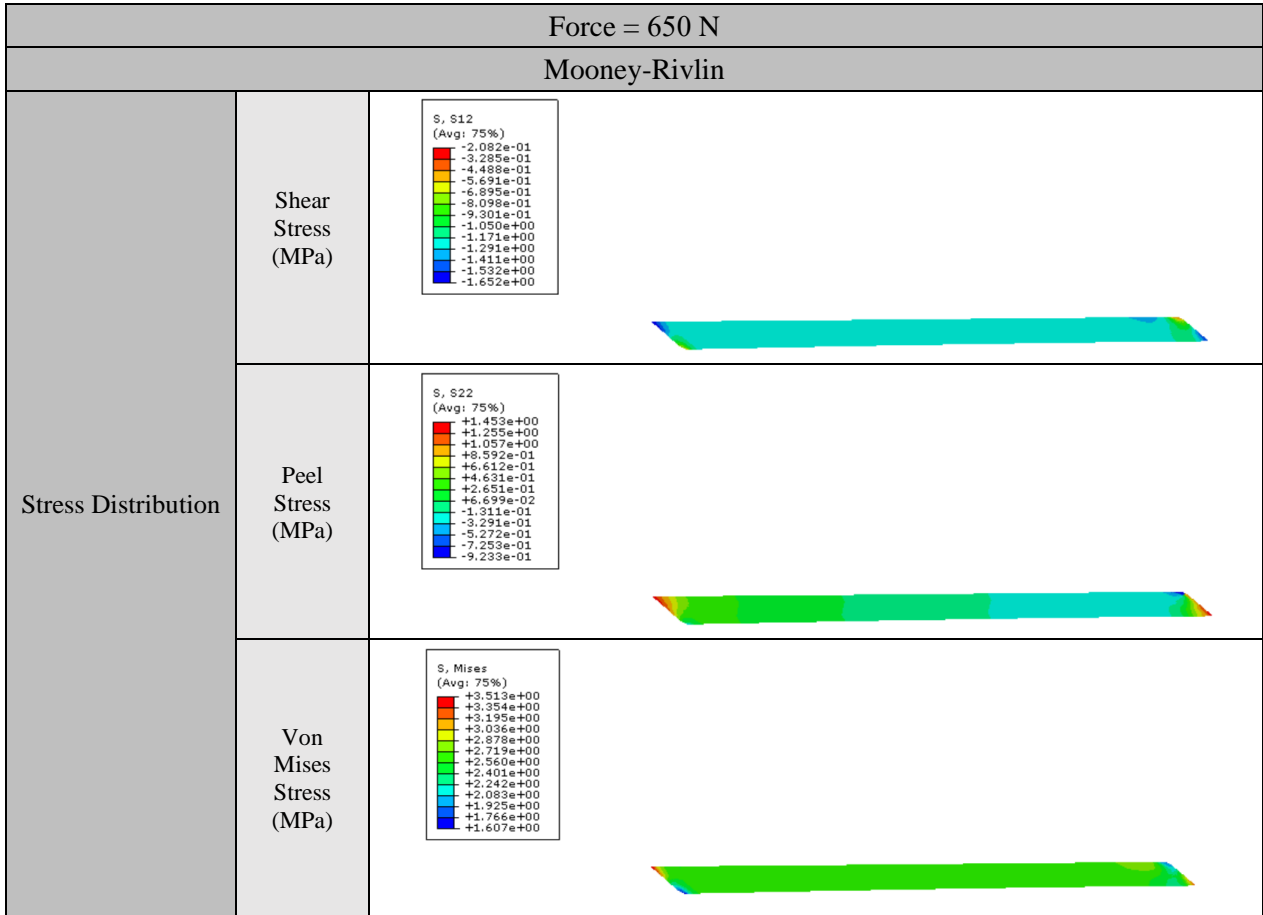 Force = 650 N
Mooney-Rivlin
Stress Distribution
Shear
Stress
(MPa)
S, S12
(Avg: 75%)
-2.082e-01
-3.285e-01
-4.488e-01
-5.691e-01
-6.895e-01
-8.098e-01
-9.301e-01
-1.050e+00
-1.171e+00
-1.291e+00
-1.411e+00
-1.532e+00
-1.652e+00
Peel
Stress
(MPa)
S, S22
(Avg: 75%)
+1.453e+00
+1.255e+00
+1.057e+00
+8.592e-01
+6.612e-01
+4.631e-01
+2.651e-01
+6.699e-02
-1.311e-01
-3.291e-01
-5.272e-01
-7.253e-01
-9.233e-01
Von
Mises
Stress
(MPa)
S, Mises
(Avg: 75%)
+3.513e+00
+3.354e+00
+3.195e+00
+3.036e+00
+2.878e+00
+2.719e+00
+2.560e+00
+2.401e+00
+2.242e+00
+2.083e+00
+1.925e+00
+1.766e+00
+1.607e+00